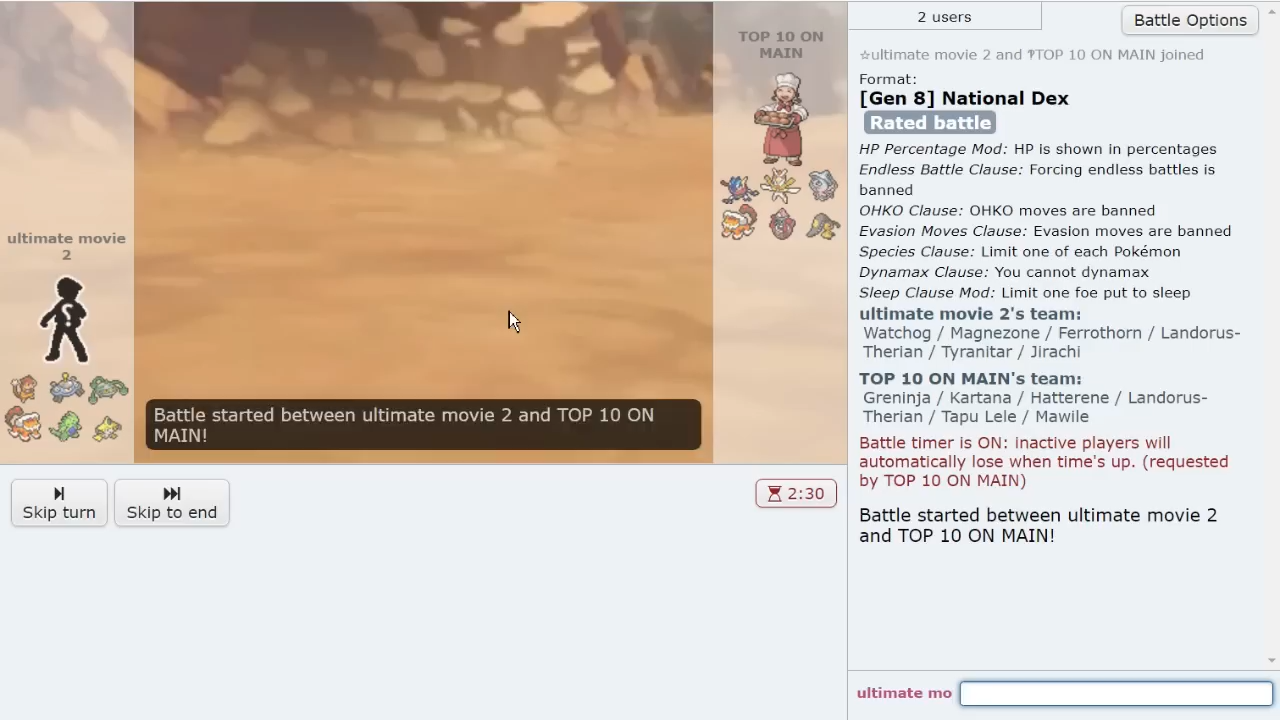 TOP 10 ON
MAIN
ultimate movie
2
Battle started between ultimate movie 2 and TOP 10 ON
MAIN!
Skip turn
Skip to end
2:30
2 users
Battle Options
☆ultimate movie 2 and ‽TOP 10 ON MAIN joined
Format:
[Gen 8] National Dex
Rated battle
HP Percentage Mod: HP is shown in percentages
Endless Battle Clause: Forcing endless battles is
banned
OHKO Clause: OHKO moves are banned
Evasion Moves Clause: Evasion moves are banned
Species Clause: Limit one of each Pokémon
Dynamax Clause: You cannot dynamax
Sleep Clause Mod: Limit one foe put to sleep
ultimate movie 2's team:
Watchog / Magnezone / Ferrothorn / Landorus-
Therian / Tyranitar / Jirachi
TOP 10 ON MAIN's team:
Greninja / Kartana / Hatterene / Landorus-
Therian / Tapu Lele / Mawile
Battle timer is ON: inactive players will
automatically lose when time's up. (requested
by TOP 10 ON MAIN)
Battle started between ultimate movie 2
and TOP 10 ON MAIN!
ultimate mo